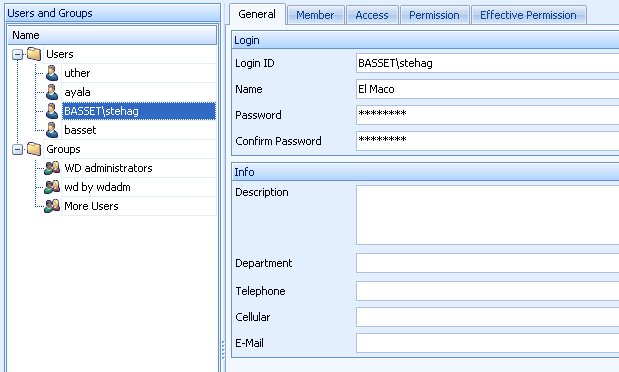 Users and Groups
Name
Users
uther
ayala
BASSET\stehag
basset
Groups
WD administrators
wd by wdadm
More Users
General Member Access Permission Effective Permission
Login
Login ID BASSET\stehag
Name El Maco
Password ********
Confirm Password ********
Info
Description
Department
Telephone
Cellular
E-Mail